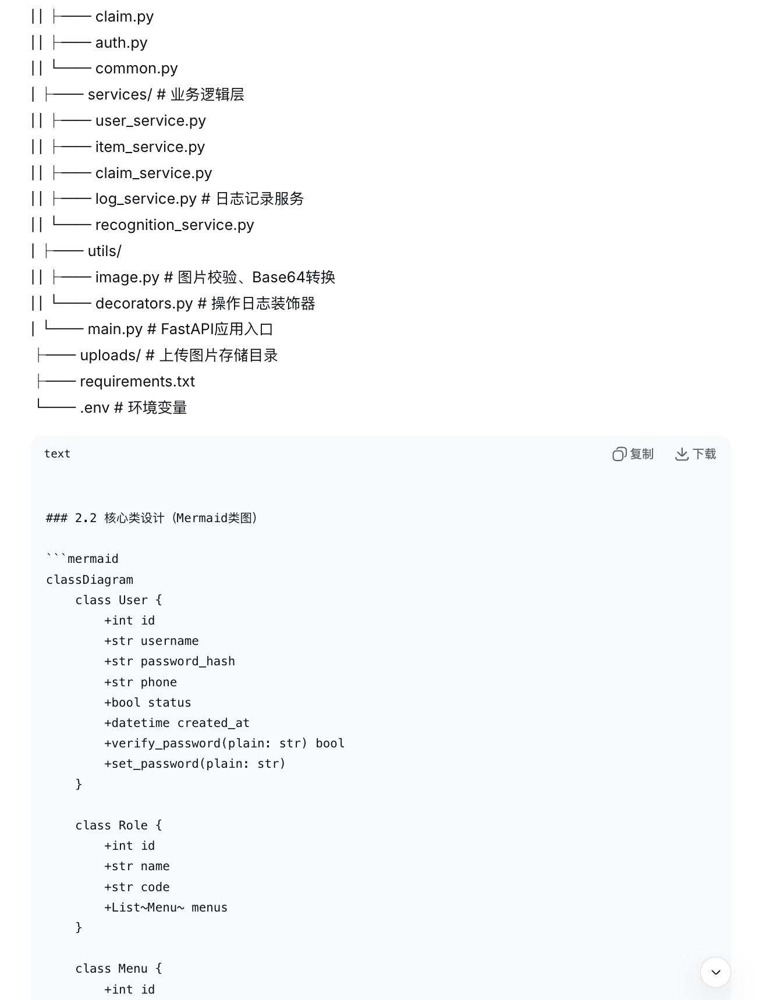 ││ ├── claim.py
││ ├── auth.py
││ └── common.py
│ ├── services/ # 业务逻辑层
││ ├── user_service.py
││ ├── item_service.py
││ ├── claim_service.py
││ ├── log_service.py # 日志记录服务
││ └── recognition_service.py
│ ├── utils/
││ ├── image.py # 图片校验、Base64转换
││ └── decorators.py # 操作日志装饰器
│ └── main.py # FastAPI应用入口
├── uploads/ # 上传图片存储目录
├── requirements.txt
└── .env # 环境变量
text 复制 下载
### 2.2 核心类设计（Mermaid类图）
```mermaid
classDiagram
    class User {
        +int id
        +str username
        +str password_hash
        +str phone
        +bool status
        +datetime created_at
        +verify_password(plain: str) bool
        +set_password(plain: str)
    }
    class Role {
        +int id
        +str name
        +str code
        +List~Menu~ menus
    }
    class Menu {
        +int id